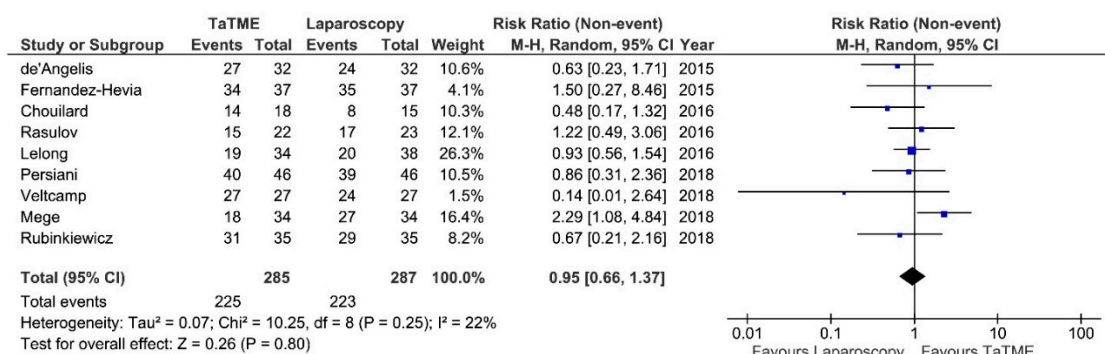 TaTME Laparoscopy Risk Ratio (Non-event) Risk Ratio (Non-event)
Study or Subgroup Events Total Events Total Weight M-H, Random, 95% CI Year M-H, Random, 95% CI
de'Angelis 27 32 24 32 10.6% 0.63 [0.23, 1.71] 2015
Fernandez-Hevia 34 37 35 37 4.1% 1.50 [0.27, 8.46] 2015
Chouilard 14 18 8 15 10.3% 0.48 [0.17, 1.32] 2016
Rasulov 15 22 17 23 12.1% 1.22 [0.49, 3.06] 2016
Lelong 19 34 20 38 26.3% 0.93 [0.56, 1.54] 2016
Persiani 40 46 39 46 10.5% 0.86 [0.31, 2.36] 2018
Veltcamp 27 27 24 27 1.5% 0.14 [0.01, 2.64] 2018
Mege 18 34 27 34 16.4% 2.29 [1.08, 4.84] 2018
Rubinkiewicz 31 35 29 35 8.2% 0.67 [0.21, 2.16] 2018
Total (95% CI) 285 287 100.0% 0.95 [0.66, 1.37]
Total events 225 223
Heterogeneity: Tau² = 0.07; Chi² = 10.25, df = 8 (P = 0.25); I² = 22%
Test for overall effect: Z = 0.26 (P = 0.80)
0.01 0.1 1 10 100
Favours Laparoscopy Favours TaTME